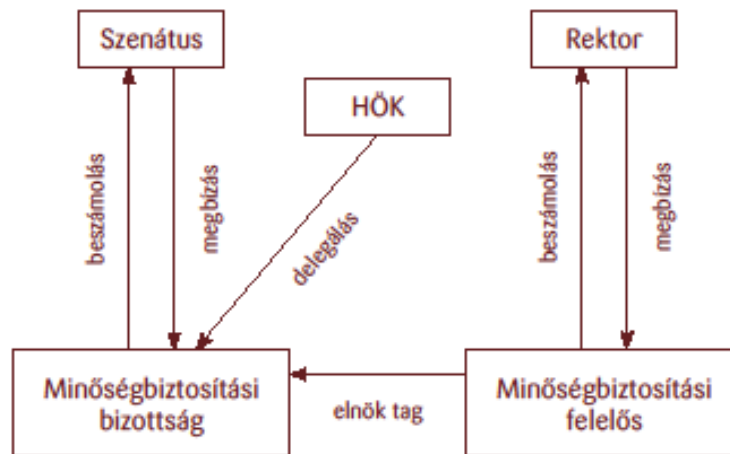 Szenátus
Rektor
HÖK
beszámolás
megbízás
delegálás
beszámolás
megbízás
Minőségbiztosítási
bizottság
elnök tag
Minőségbiztosítási
felelős